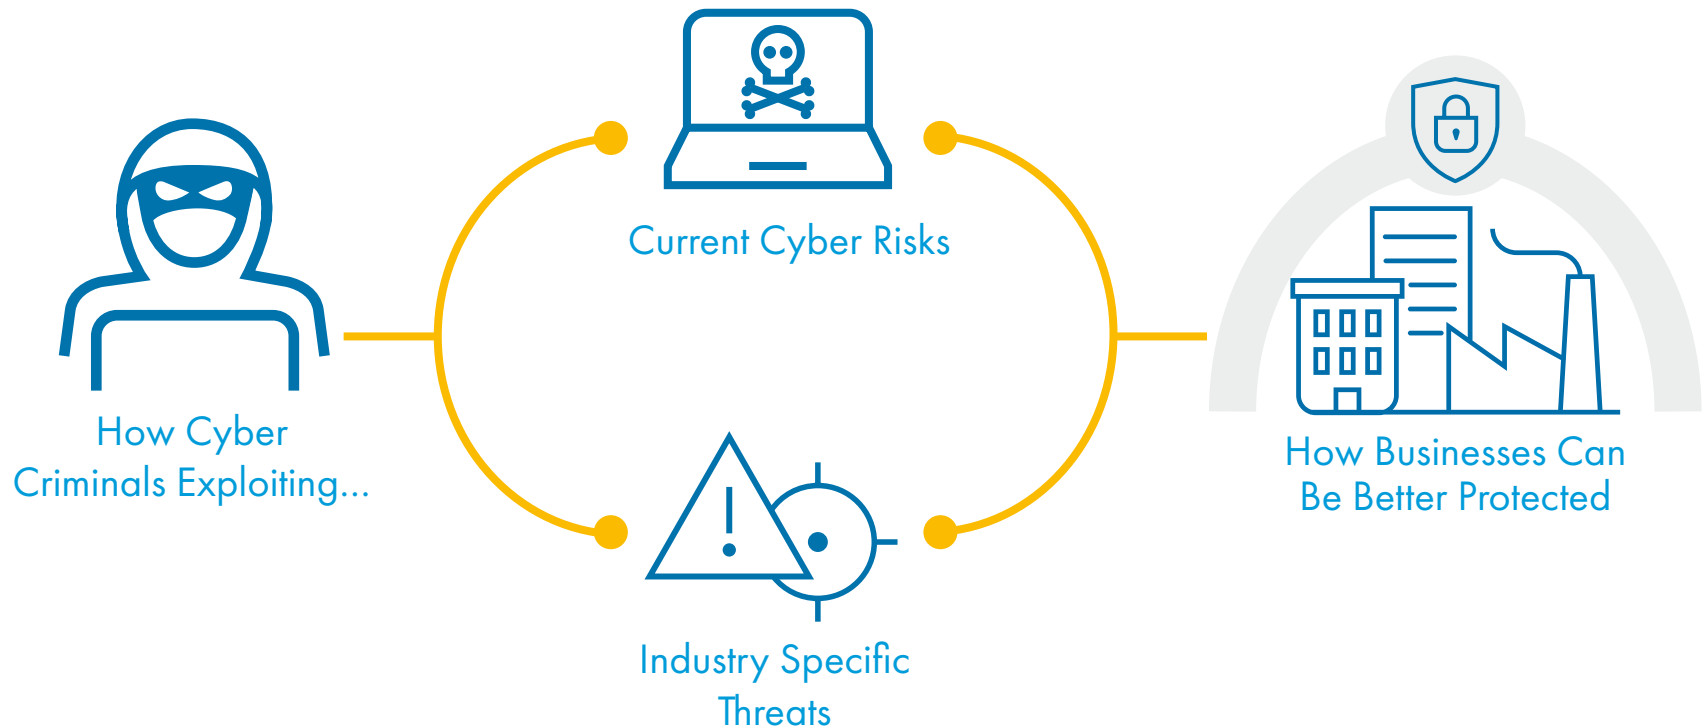 How Cyber
Criminals Exploiting...
Current Cyber Risks
Industry Specific
Threats
How Businesses Can
Be Better Protected